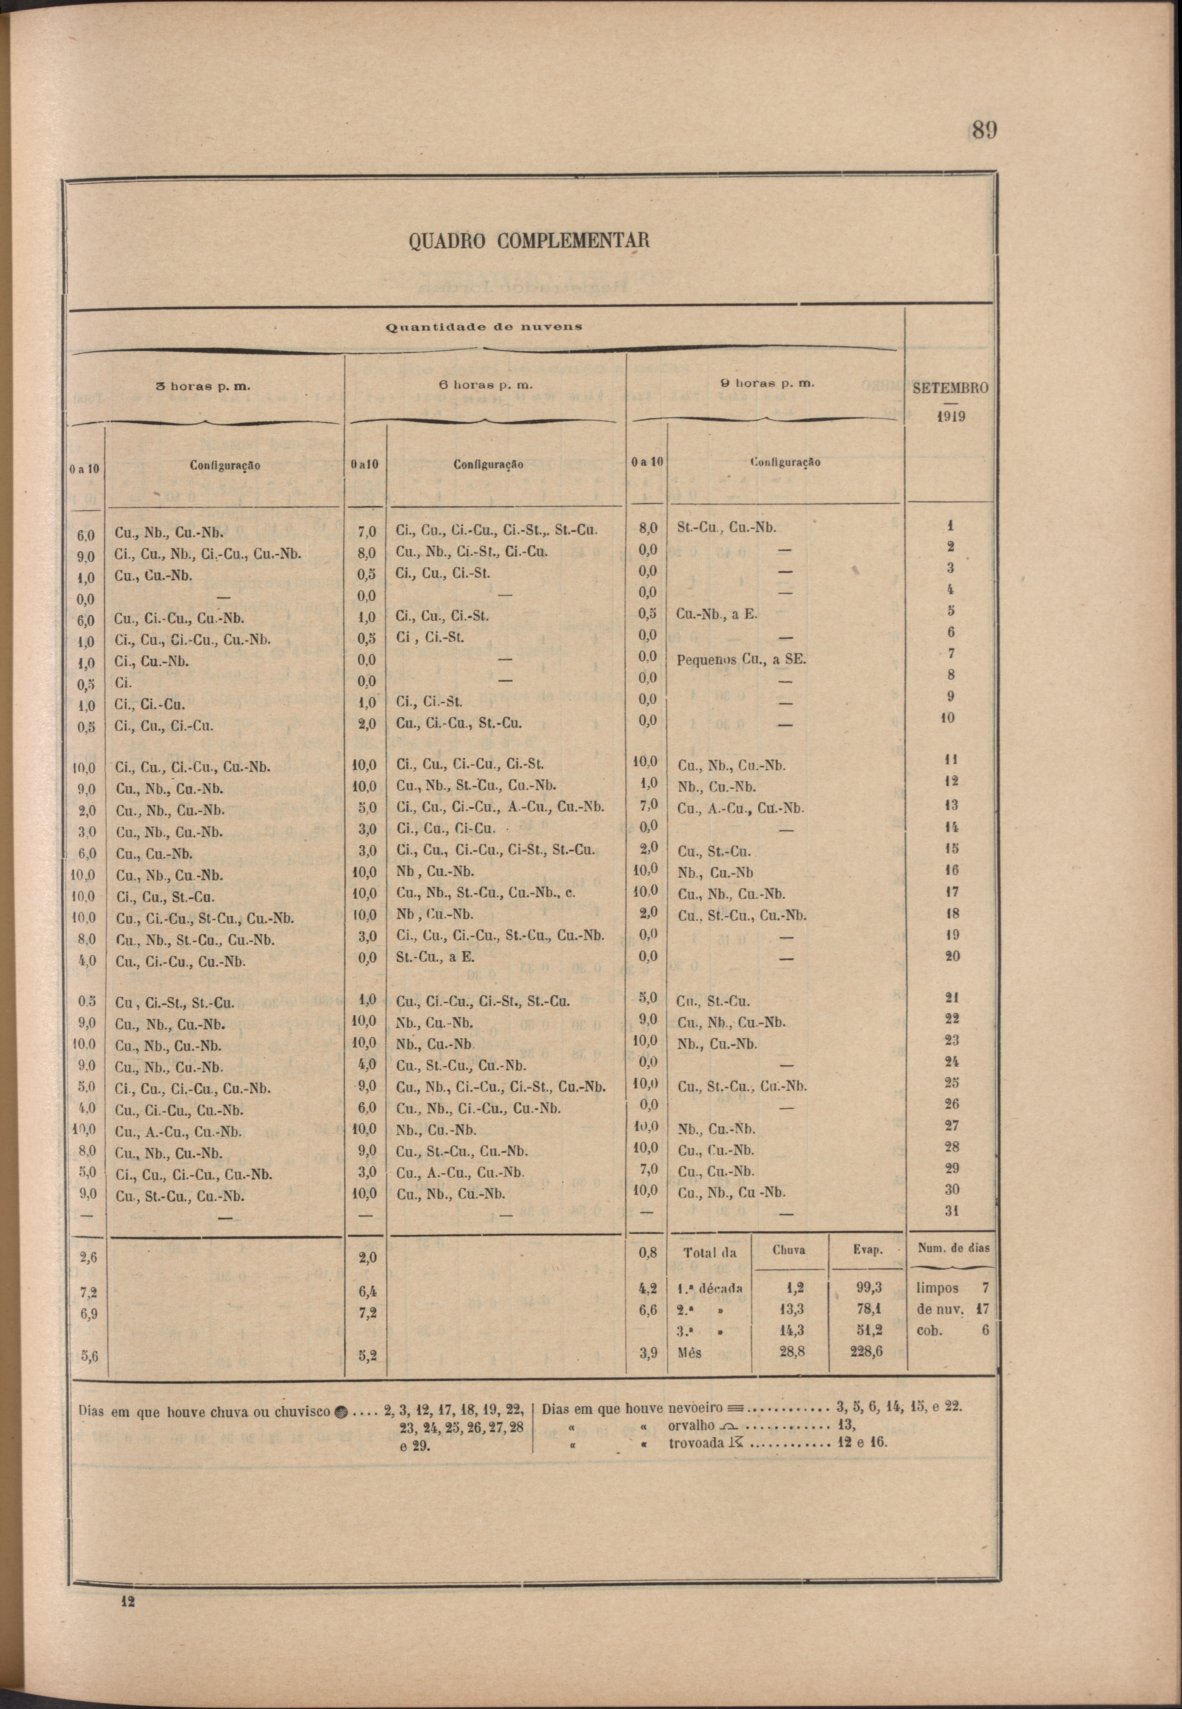 89
QUADRO COMPLEMENTAR
Quantidade de nuvens
3 horas p. m. 6 horas p. m. 9 horas p. m. SETEMBRO
1919
0 a 10 Configuração 0 a 10 Configuração 0 a 10 Configuração
6,0 Cu., Nb., Cu.-Nb. 7,0 Ci., Cu., Ci.-Cu., Ci.-St.,. St.-Cu. 8,0 St.-Cu., Cu.-Nb. 1
9,0 Ci., Cu., Nb., Ci.-Cu., Cu.-Nb. 8,0 Cu., Nb., Ci.-St., Ci.-Cu. 0,0 — 2
1,0 Cu., Cu.-Nb. 0,5 Ci., Cu., Ci.-St. 0,0 — 3
0,0 — 0,0 — 0,0 — 4
6,0 Cu., Ci.-Cu., Cu.-Nb. 1,0 Ci., Cu., Ci.-St. 0,5 Cu.-Nb., a E. 5
1,0 Ci., Cu., Ci.-Cu., Cu.-Nb. 0,5 Ci , Ci.-St. 0,0 — 6
1,0 Ci., Cu.-Nb. 0,0 — 0,0 Pequenos Cu., a SE. 7
0,5 Ci. 0,0 — 0,0 — 8
1,0 Ci., Ci.-Cu. 1,0 Ci., Ci.-St. 0,0 — 9
0,5 Ci., Cu., Ci.-Cu. 2,0 Cu., Ci.-Cu., St.-Cu. 0,0 — 10
10,0 Ci., Cu., Ci.-Cu., Cu.-Nb. 10,0 Ci., Cu., Ci.-Cu., Ci.-St. 10,0 Cu., Nb., Cu.-Nb. 11
9,0 Cu., Nb., Cu.-Nb. 10,0 Cu., Nb., St.-Cu., Cu.-Nb. 1,0 Nb., Cu.-Nb. 12
2,0 Cu., Nb., Cu.-Nb. 5,0 Ci., Cu., Ci.-Cu., A.-Cu., Cu.-Nb. 7,0 Cu., A.-Cu., Cu.-Nb. 13
3,0 Cu., Nb., Cu.-Nb. 3,0 Ci., Cu., Ci-Cu. 0,0 — 14
6,0 Cu., Cu.-Nb. 3,0 Ci., Cu., Ci.-Cu., Ci-St., St.-Cu. 2,0 Cu., St.-Cu. 15
10,0 Cu., Nb., Cu.-Nb. 10,0 Nb , Cu.-Nb. 10,0 Nb., Cu.-Nb 16
10,0 Ci., Cu., St.-Cu. 10,0 Cu., Nb., St.-Cu., Cu.-Nb., c. 10,0 Cu., Nb., Cu.-Nb. 17
10,0 Cu., Ci.-Cu., St-Cu., Cu.-Nb. 10,0 Nb , Cu.-Nb. 2,0 Cu., St.-Cu., Cu.-Nb. 18
8,0 Cu., Nb., St.-Cu., Cu.-Nb. 3,0 Ci., Cu., Ci.-Cu., St.-Cu., Cu.-Nb. 0,0 — 19
4,0 Cu., Ci.-Cu., Cu.-Nb. 0,0 St.-Cu., a E. 0,0 — 20
0,5 Cu , Ci.-St., St.-Cu. 1,0 Cu., Ci.-Cu., Ci.-St., St.-Cu. 5,0 Cu., St.-Cu. 21
9,0 Cu., Nb., Cu.-Nb. 10,0 Nb., Cu.-Nb. 9,0 Cu., Nb., Cu.-Nb. 22
10,0 Cu., Nb., Cu.-Nb. 10,0 Nb., Cu.-Nb. 10,0 Nb., Cu.-Nb. 23
9,0 Cu., Nb., Cu.-Nb. 4,0 Cu., St.-Cu., Cu.-Nb. 0,0 — 24
5,0 Ci., Cu., Ci.-Cu., Cu.-Nb. 9,0 Cu., Nb., Ci.-Cu., Ci.-St., Cu.-Nb. 10,0 Cu., St.-Cu., Cu.-Nb. 25
4,0 Cu., Ci.-Cu., Cu.-Nb. 6,0 Cu., Nb., Ci.-Cu., Cu.-Nb. 0,0 — 26
10,0 Cu., A.-Cu., Cu.-Nb. 10,0 Nb., Cu.-Nb. 10,0 Nb., Cu.-Nb. 27
8,0 Cu., Nb., Cu.-Nb. 9,0 Cu., St.-Cu., Cu.-Nb. 10,0 Cu., Cu.-Nb. 28
5,0 Ci., Cu., Ci.-Cu., Cu.-Nb. 3,0 Cu., A.-Cu., Cu.-Nb. 7,0 Cu., Cu.-Nb. 29
9,0 Cu., St.-Cu., Cu.-Nb. 10,0 Cu., Nb., Cu.-Nb. 10,0 Cu., Nb., Cu -Nb. 30
— — — — — — 31
2,6 2,0 0,8 Total da Chuva Evap. Num. de dias
7,2 6,4 4,2 1.ª década 1,2 99,3 limpos 7
6,9 7,2 6,6 2.ª » 13,3 78,1 de nuv. 17
3.ª » 14,3 51,2 cob. 6
5,6 5,2 3,9 Mês 28,8 228,6
Dias em que houve chuva ou chuvisco .... 2, 3, 12, 17, 18, 19, 22, Dias em que houve nevoeiro ............ 3, 5, 6, 14, 15, e 22.
23, 24, 25, 26, 27, 28 « « orvalho ............ 13,
e 29. « « trovoada ............ 12 e 16.
12